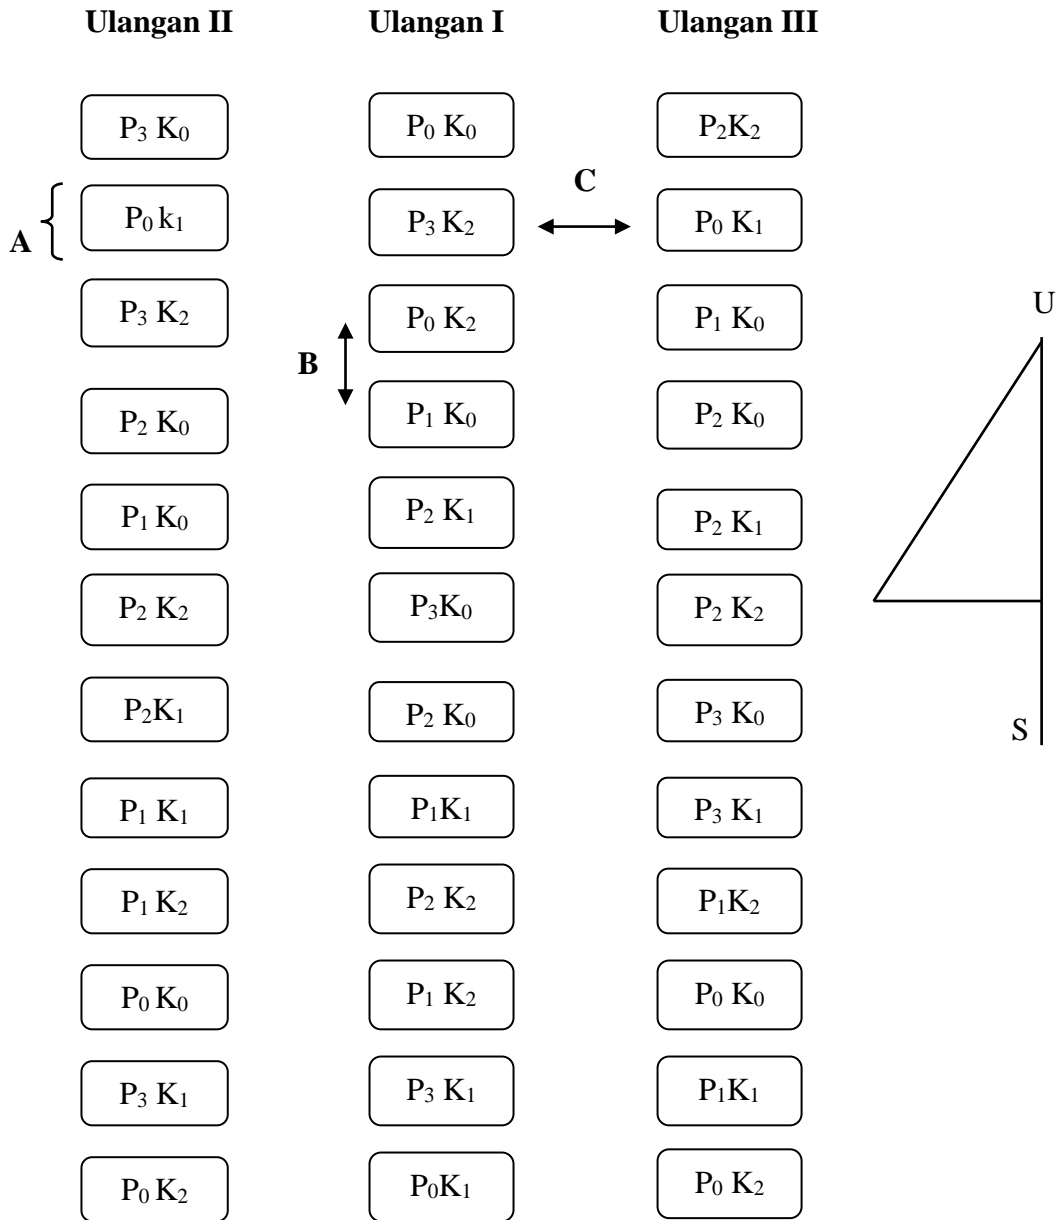 Ulangan II Ulangan I Ulangan III
P₃ K₀ P₀ K₀ P₂K₂
C
P₀ k₁ P₃ K₂ P₀ K₁
A
P₃ K₂ P₀ K₂ P₁ K₀
U
B
P₂ K₀ P₁ K₀ P₂ K₀
P₁ K₀ P₂ K₁ P₂ K₁
P₂ K₂ P₃K₀ P₂ K₂
P₂K₁ P₂ K₀ P₃ K₀
S
P₁ K₁ P₁K₁ P₃ K₁
P₁ K₂ P₂ K₂ P₁K₂
P₀ K₀ P₁ K₂ P₀ K₀
P₃ K₁ P₃ K₁ P₁K₁
P₀ K₂ P₀K₁ P₀ K₂